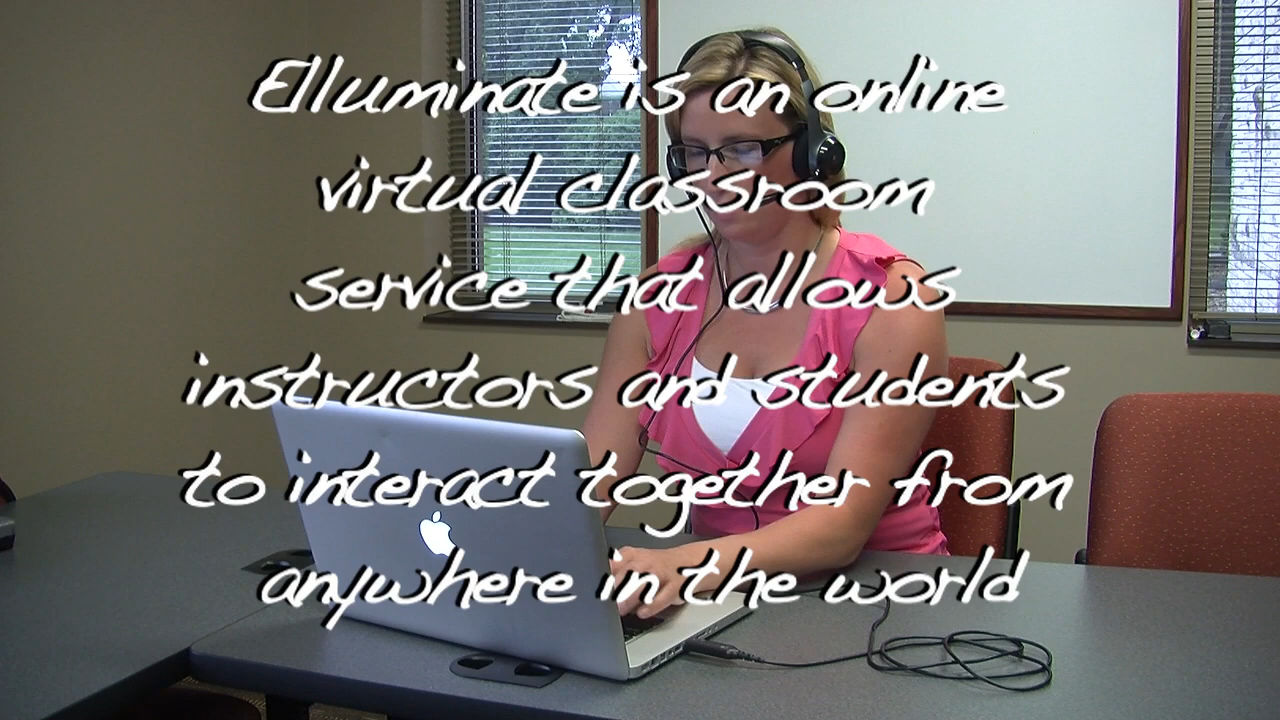 Elluminate is an online
virtual classroom
service that allows
instructors and students
to interact together from
anywhere in the world